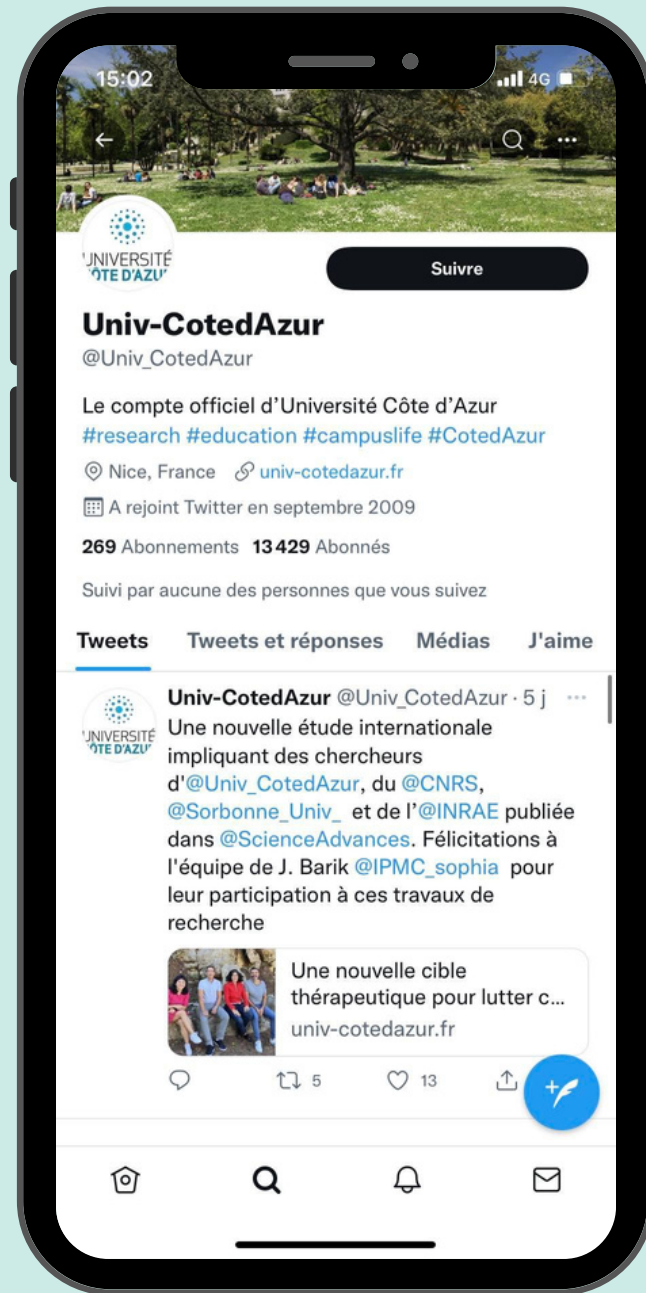 15:02
4G
UNIVERSITÉ
CÔTE D'AZUR
Suivre
Univ-CotedAzur
@Univ_CotedAzur
Le compte officiel d'Université Côte d'Azur
#research #education #campuslife #CotedAzur
Nice, France univ-cotedazur.fr
A rejoint Twitter en septembre 2009
269 Abonnements 13 429 Abonnés
Suivi par aucune des personnes que vous suivez
Tweets Tweets et réponses Médias J'aime
Univ-CotedAzur @Univ_CotedAzur · 5 j
UNIVERSITÉ
CÔTE D'AZUR
Une nouvelle étude internationale
impliquant des chercheurs
d'@Univ_CotedAzur, du @CNRS,
@Sorbonne_Univ_ et de l’@INRAE publiée
dans @ScienceAdvances. Félicitations à
l'équipe de J. Barik @IPMC_sophia pour
leur participation à ces travaux de
recherche
Une nouvelle cible
thérapeutique pour lutter c...
univ-cotedazur.fr
5 13